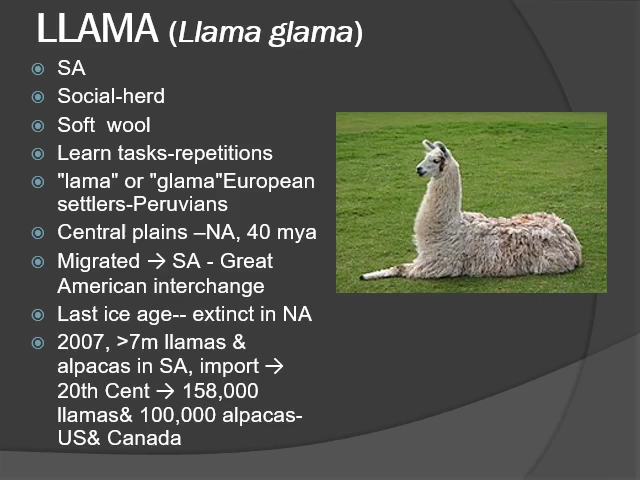 LLAMA (Llama glama)
SA
Social-herd
Soft wool
Learn tasks-repetitions
"lama" or "glama"European
settlers-Peruvians
Central plains –NA, 40 mya
Migrated → SA - Great
American interchange
Last ice age-- extinct in NA
2007, >7m llamas &
alpacas in SA, import →
20th Cent → 158,000
llamas& 100,000 alpacas-
US& Canada